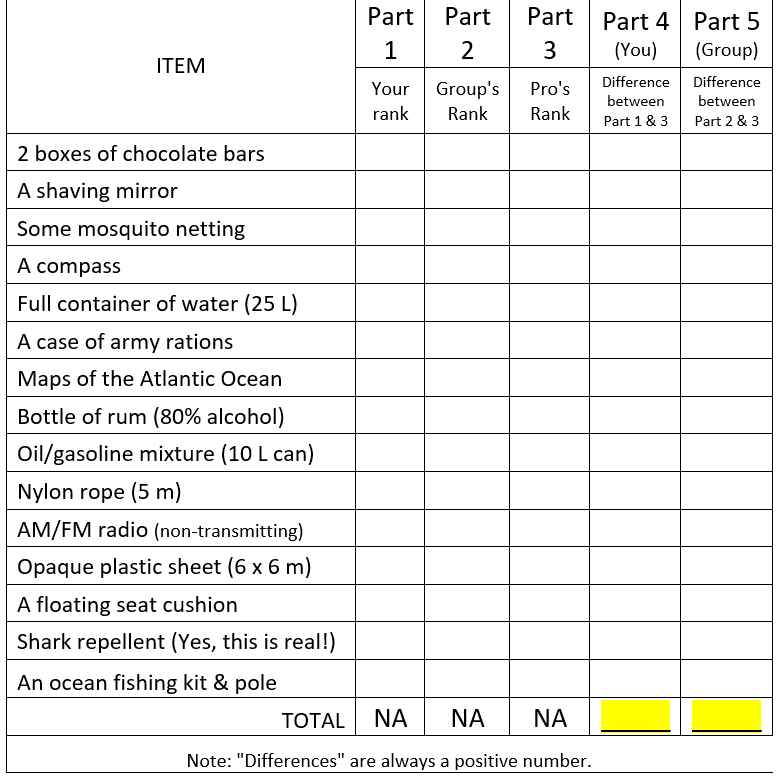 ITEM
Part 1
Part 2
Part 3
Part 4 (You)
Part 5 (Group)
Your rank
Group's Rank
Pro's Rank
Difference between Part 1 & 3
Difference between Part 2 & 3
2 boxes of chocolate bars
A shaving mirror
Some mosquito netting
A compass
Full container of water (25 L)
A case of army rations
Maps of the Atlantic Ocean
Bottle of rum (80% alcohol)
Oil/gasoline mixture (10 L can)
Nylon rope (5 m)
AM/FM radio (non-transmitting)
Opaque plastic sheet (6 x 6 m)
A floating seat cushion
Shark repellent (Yes, this is real!)
An ocean fishing kit & pole
TOTAL NA NA NA
Note: "Differences" are always a positive number.